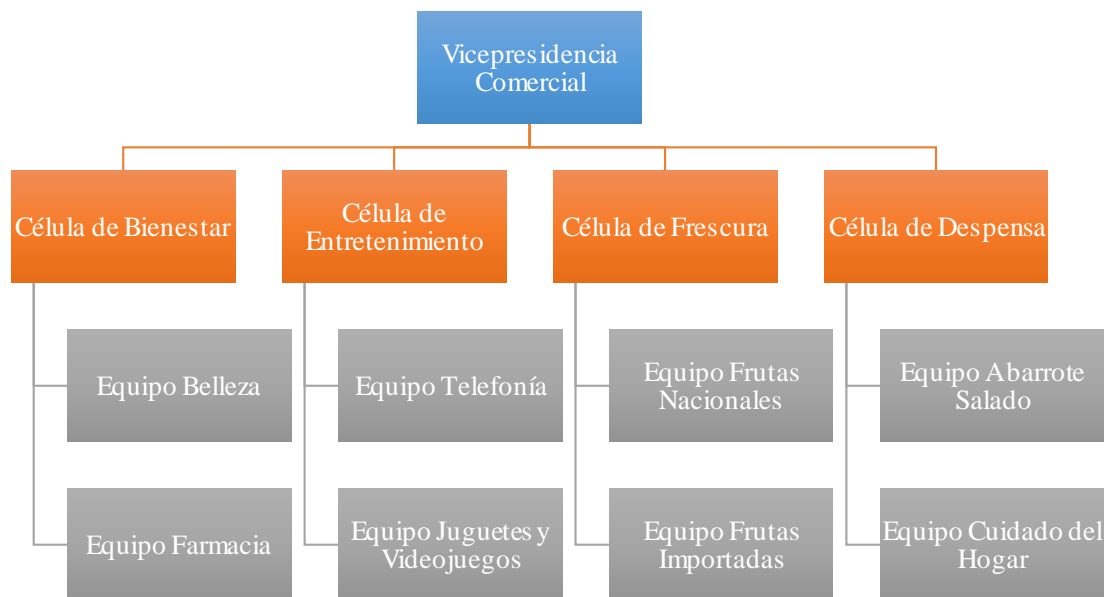 Vicepresidencia
Comercial
Célula de Bienestar
Célula de
Entretenimiento
Célula de Frescura
Célula de Despensa
Equipo Belleza
Equipo Telefonía
Equipo Frutas
Nacionales
Equipo Abarrote
Salado
Equipo Farmacia
Equipo Juguetes y
Videojuegos
Equipo Frutas
Importadas
Equipo Cuidado del
Hogar